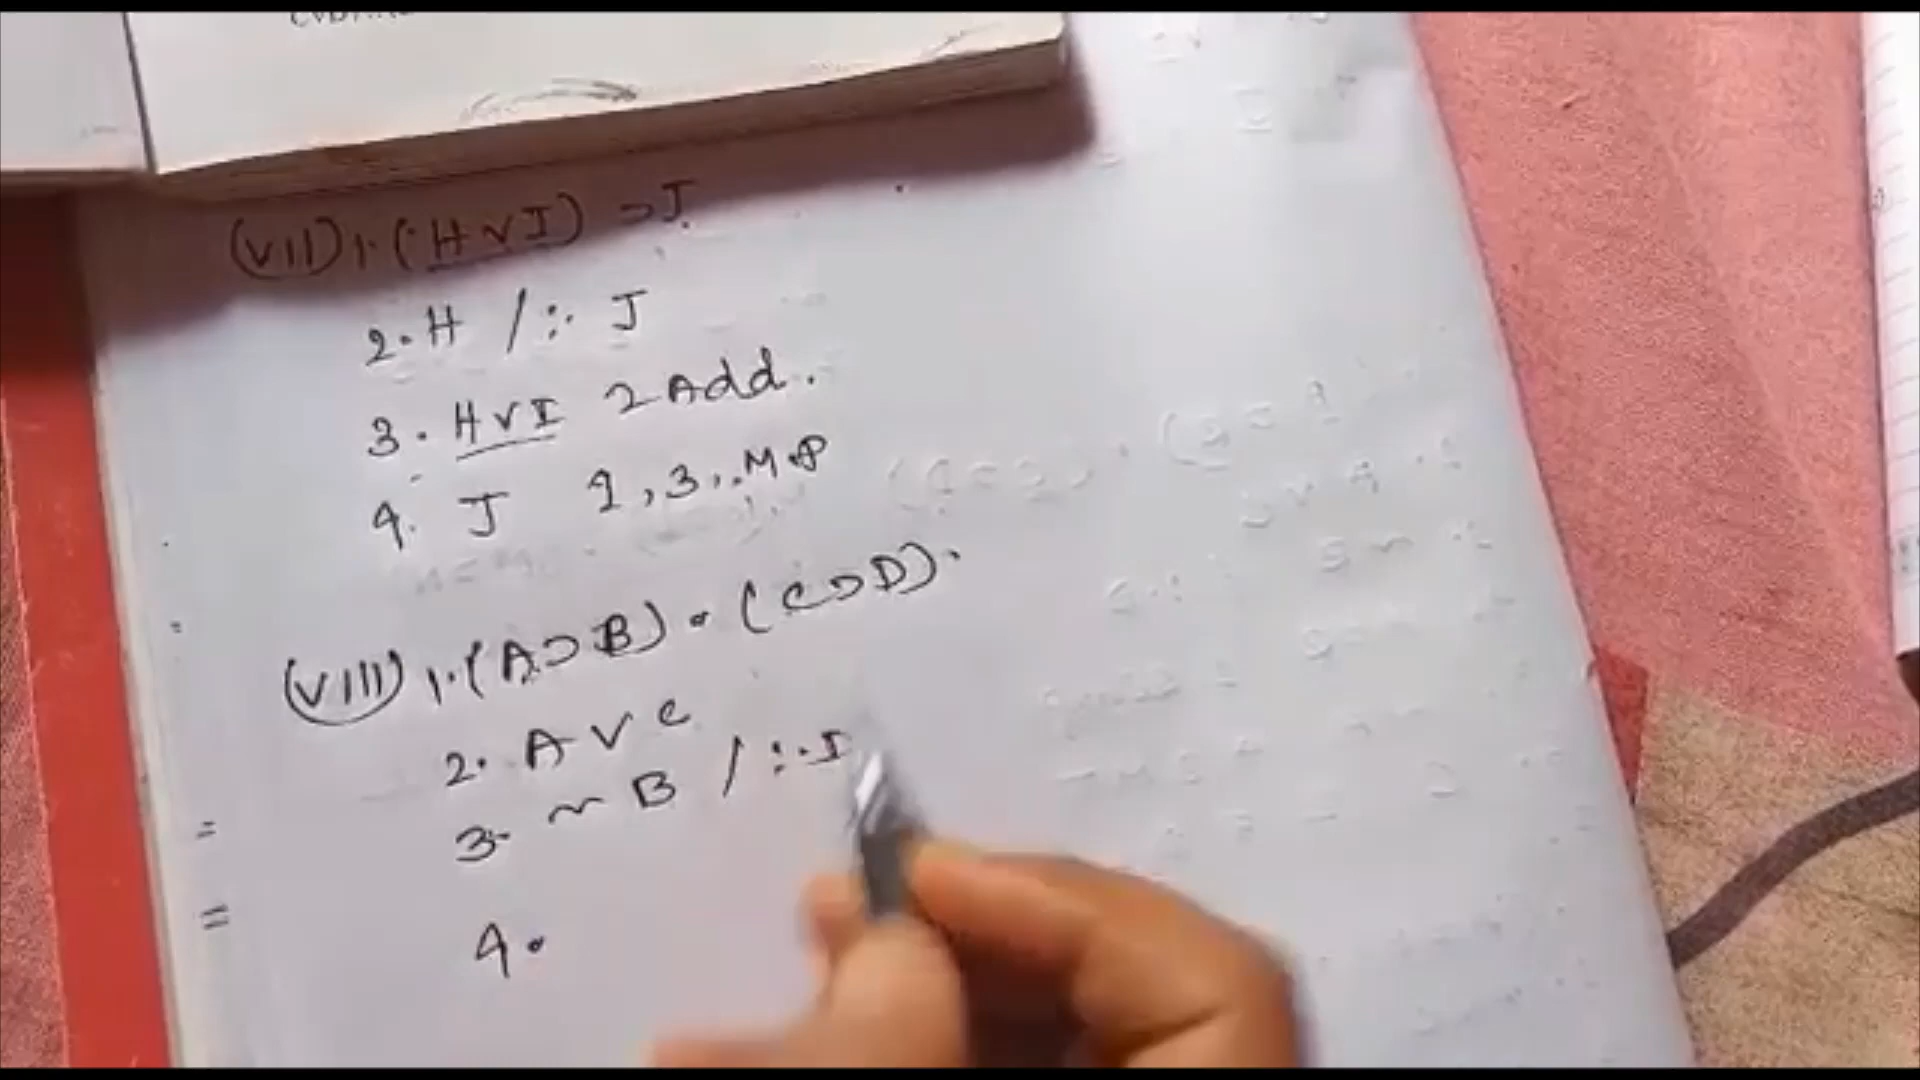 (VII) 1. (H v I) ⊃ J
2. H / ∴ J
3. H v I 2 Add.
4. J 1, 3, M.P
(VIII) 1. (A ⊃ B) • (C ⊃ D).
2. A v C
3. ~ B / ∴
4.